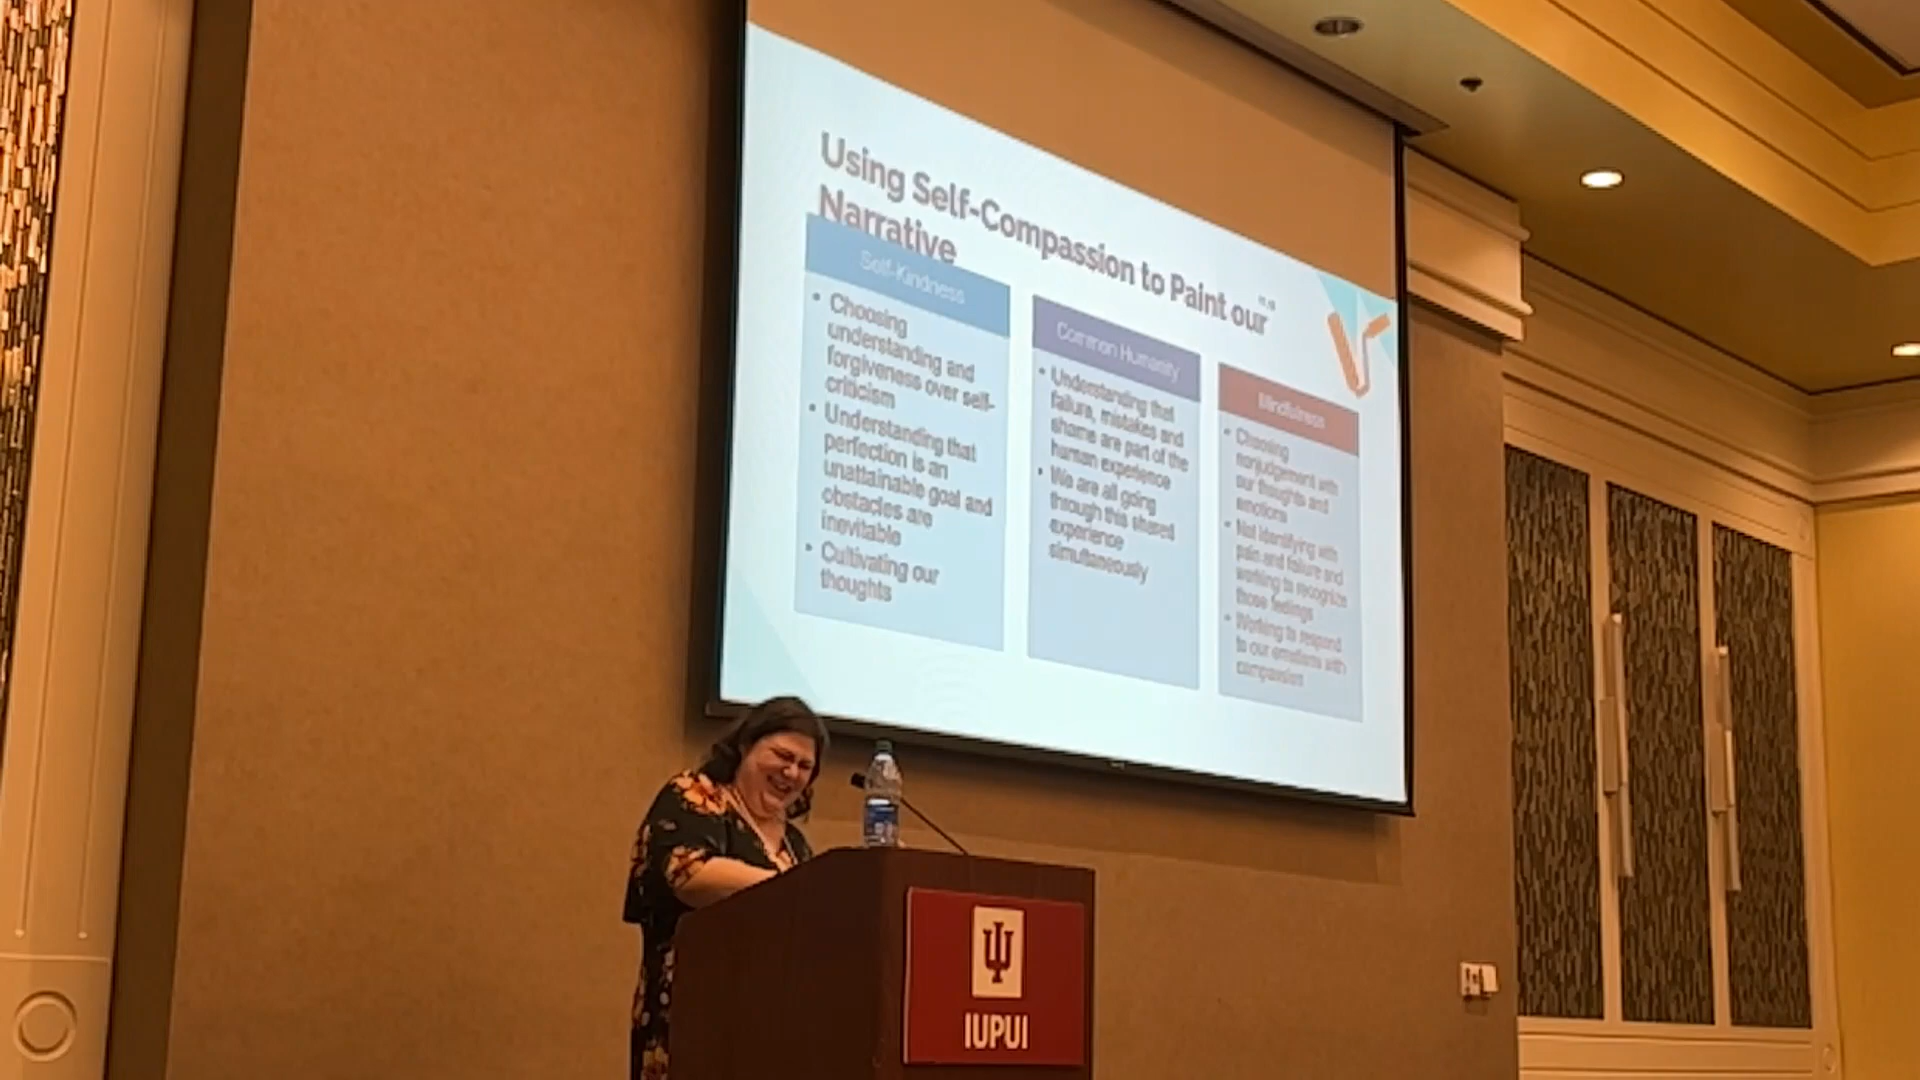 Using Self-Compassion to Paint our
Narrative
Self-Kindness
• Choosing
understanding and
forgiveness over self-
criticism
• Understanding that
perfection is an
unattainable goal and
obstacles are
inevitable
• Cultivating our
thoughts
Common Humanity
• Understanding that
failure, mistakes and
shame are part of the
human experience
• We are all going
through this shared
experience
simultaneously
Mindfulness
• Choosing
nonjudgement with
our thoughts and
emotions
• Not identifying with
pain and failure and
working to recognize
those feelings
• Working to respond
to our emotions with
compassion
IUPUI